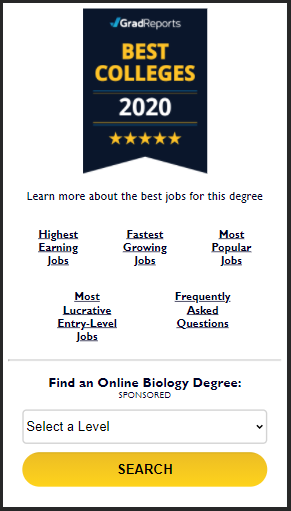 GradReports
BEST
COLLEGES
2020
Learn more about the best jobs for this degree
Highest
Earning
Jobs
Fastest
Growing
Jobs
Most
Popular
Jobs
Most
Lucrative
Entry-Level
Jobs
Frequently
Asked
Questions
Find an Online Biology Degree:
SPONSORED
Select a Level
SEARCH